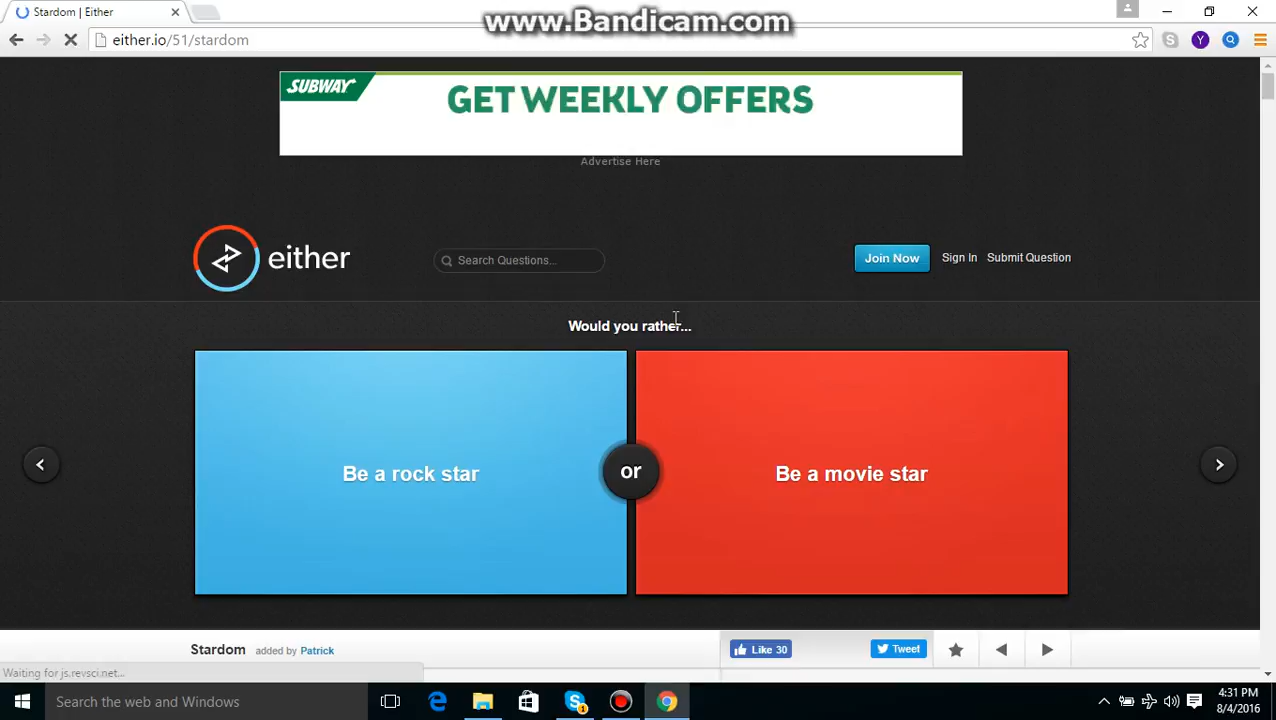 Stardom | Either
www.Bandicam.com
either.io/51/stardom
SUBWAY
GET WEEKLY OFFERS
Advertise Here
either
Search Questions...
Join Now
Sign In
Submit Question
Would you rather...
Be a rock star
or
Be a movie star
Stardom added by Patrick
Like 30
Tweet
Waiting for js.revsci.net...
Search the web and Windows
1
4:31 PM
8/4/2016